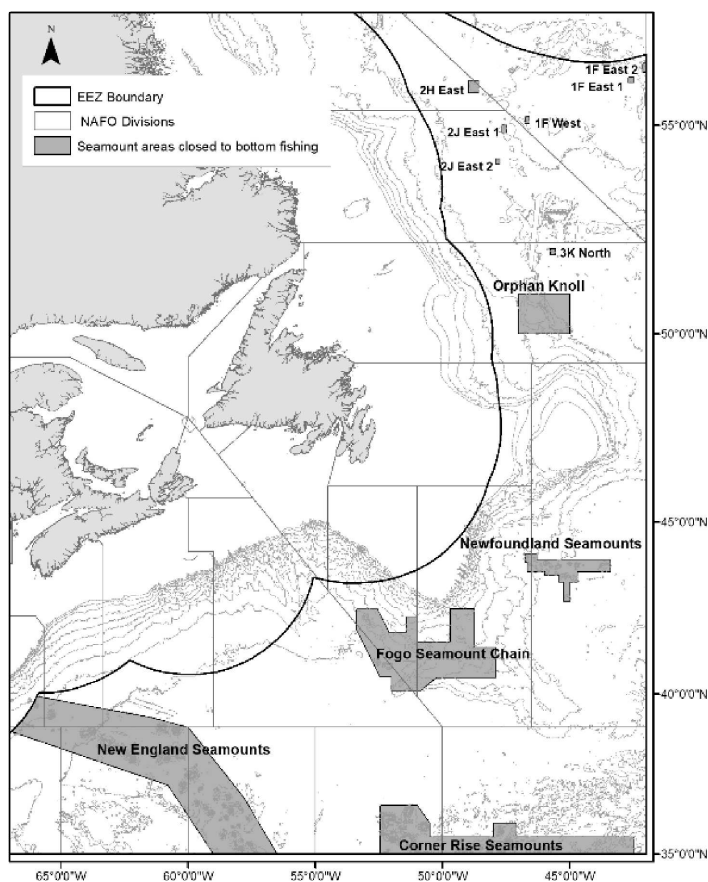 N
EEZ Boundary
NAFO Divisions
Seamount areas closed to bottom fishing
1F East 2
1F East 1
2H East
1F West
2J East 1
2J East 2
3K North
Orphan Knoll
Newfoundland Seamounts
Fogo Seamount Chain
New England Seamounts
Corner Rise Seamounts
55°0'0"N
50°0'0"N
45°0'0"N
40°0'0"N
35°0'0"N
65°0'0"W
60°0'0"W
55°0'0"W
50°0'0"W
45°0'0"W